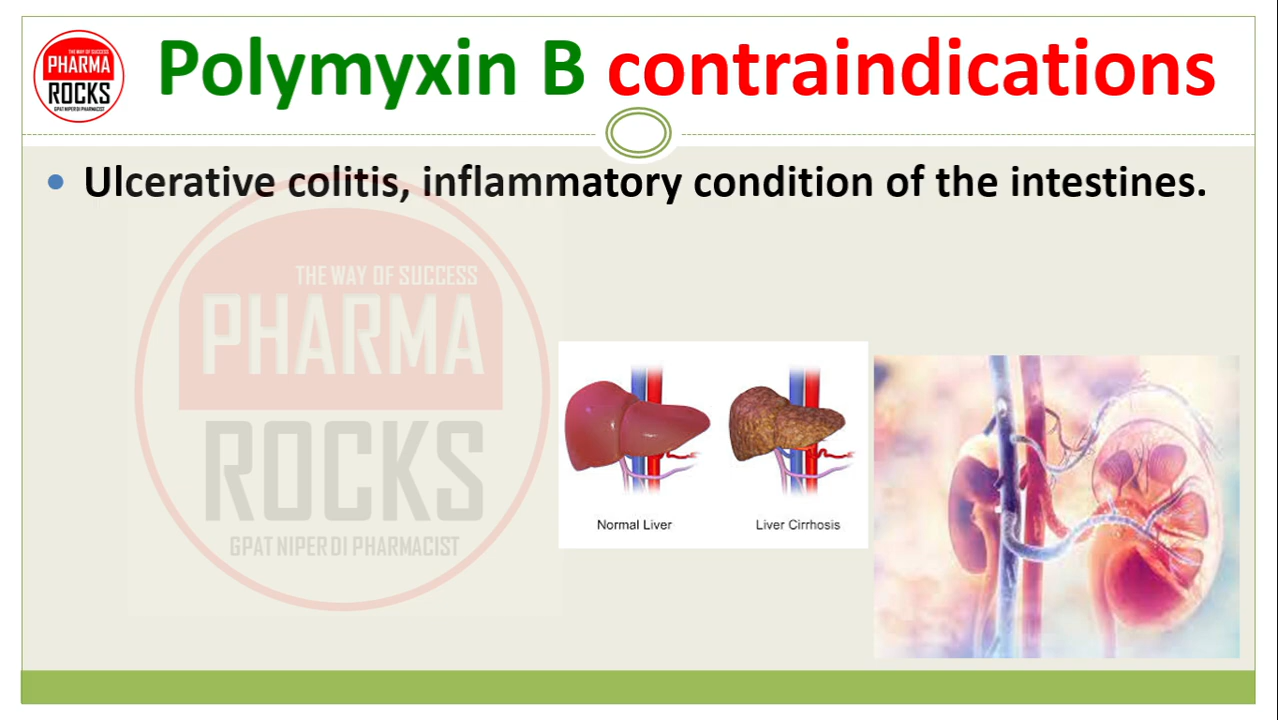 THE WAY OF SUCCESS
PHARMA
ROCKS
GPAT NIPER DI PHARMACIST
Polymyxin B contraindications
• Ulcerative colitis, inflammatory condition of the intestines.
THE WAY OF SUCCESS
PHARMA
ROCKS
GPAT NIPER DI PHARMACIST
Normal Liver
Liver Cirrhosis